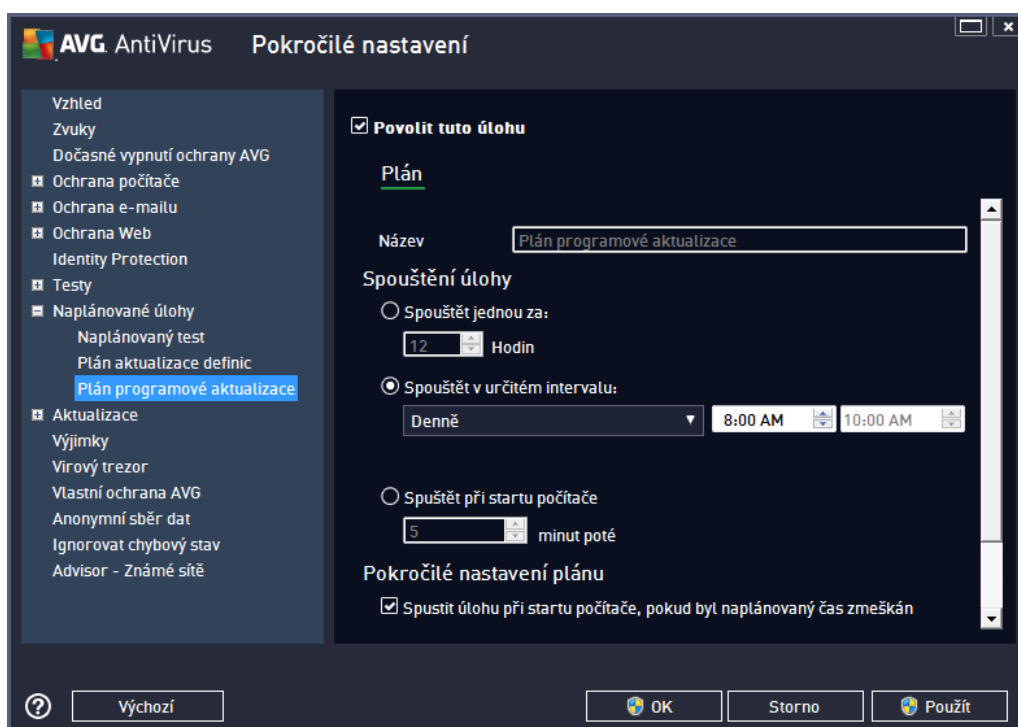 AVG. AntiVirus Pokročilé nastavení
Vzhled
Zvuky
Dočasné vypnutí ochrany AVG
Ochrana počítače
Ochrana e-mailu
Ochrana Web
Identity Protection
Testy
Naplánované úlohy
Naplánovaný test
Plán aktualizace definic
Plán programové aktualizace
Aktualizace
Výjimky
Virový trezor
Vlastní ochrana AVG
Anonymní sběr dat
Ignorovat chybový stav
Advisor - Známé sítě
Povolit tuto úlohu
Plán
Název Plán programové aktualizace
Spouštění úlohy
Spouštět jednou za:
12 Hodin
Spouštět v určitém intervalu:
Denně 8:00 AM 10:00 AM
Spuštět při startu počítače
5 minut poté
Pokročilé nastavení plánu
Spustit úlohu při startu počítače, pokud byl naplánovaný čas zmeškán
? Výchozí OK Storno Použít